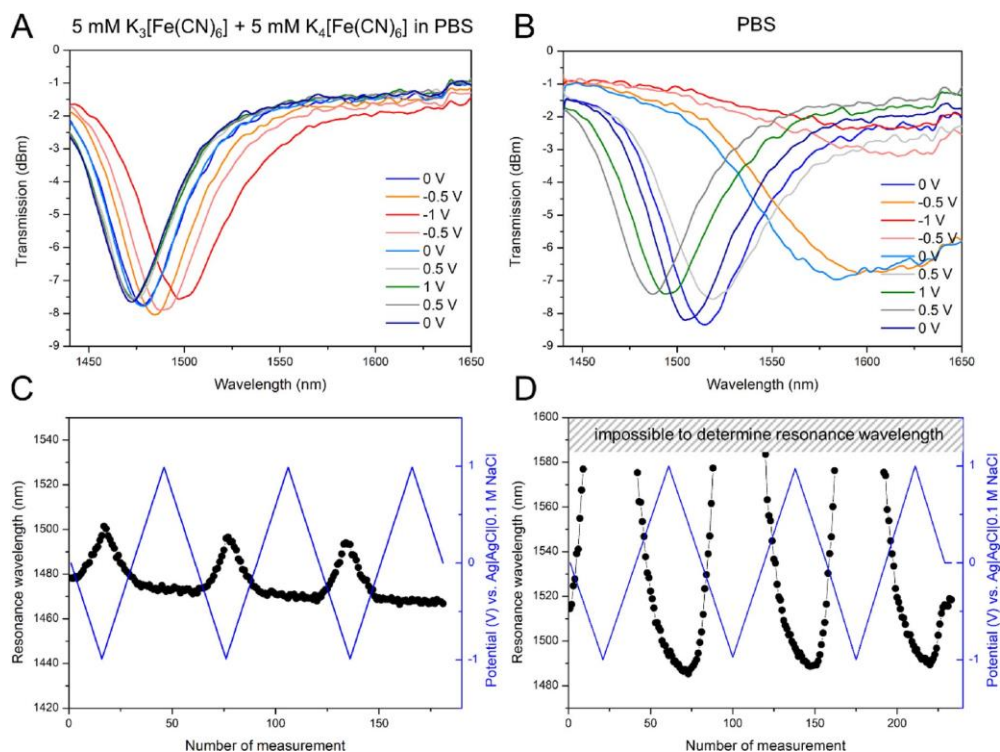 A
5 mM K₃[Fe(CN)₆] + 5 mM K₄[Fe(CN)₆] in PBS
0
-1
-2
-3
-4
-5
-6
-7
-8
-9
Transmission (dBm)
0 V
-0.5 V
-1 V
-0.5 V
0 V
0.5 V
1 V
0.5 V
0 V
1450
1500
1550
1600
1650
Wavelength (nm)
B
PBS
0
-1
-2
-3
-4
-5
-6
-7
-8
-9
Transmission (dBm)
0 V
-0.5 V
-1 V
-0.5 V
0 V
0.5 V
1 V
0.5 V
0 V
1450
1500
1550
1600
1650
Wavelength (nm)
C
1540
1520
1500
1480
1460
1440
1420
Resonance wavelength (nm)
1
0
-1
Potential (V) vs. Ag|AgCl|0.1 M NaCl
0
50
100
150
Number of measurement
D
impossible to determine resonance wavelength
1600
1580
1560
1540
1520
1500
1480
Resonance wavelength (nm)
1
0
-1
Potential (V) vs. Ag|AgCl|0.1 M NaCl
0
50
100
150
200
Number of measurement